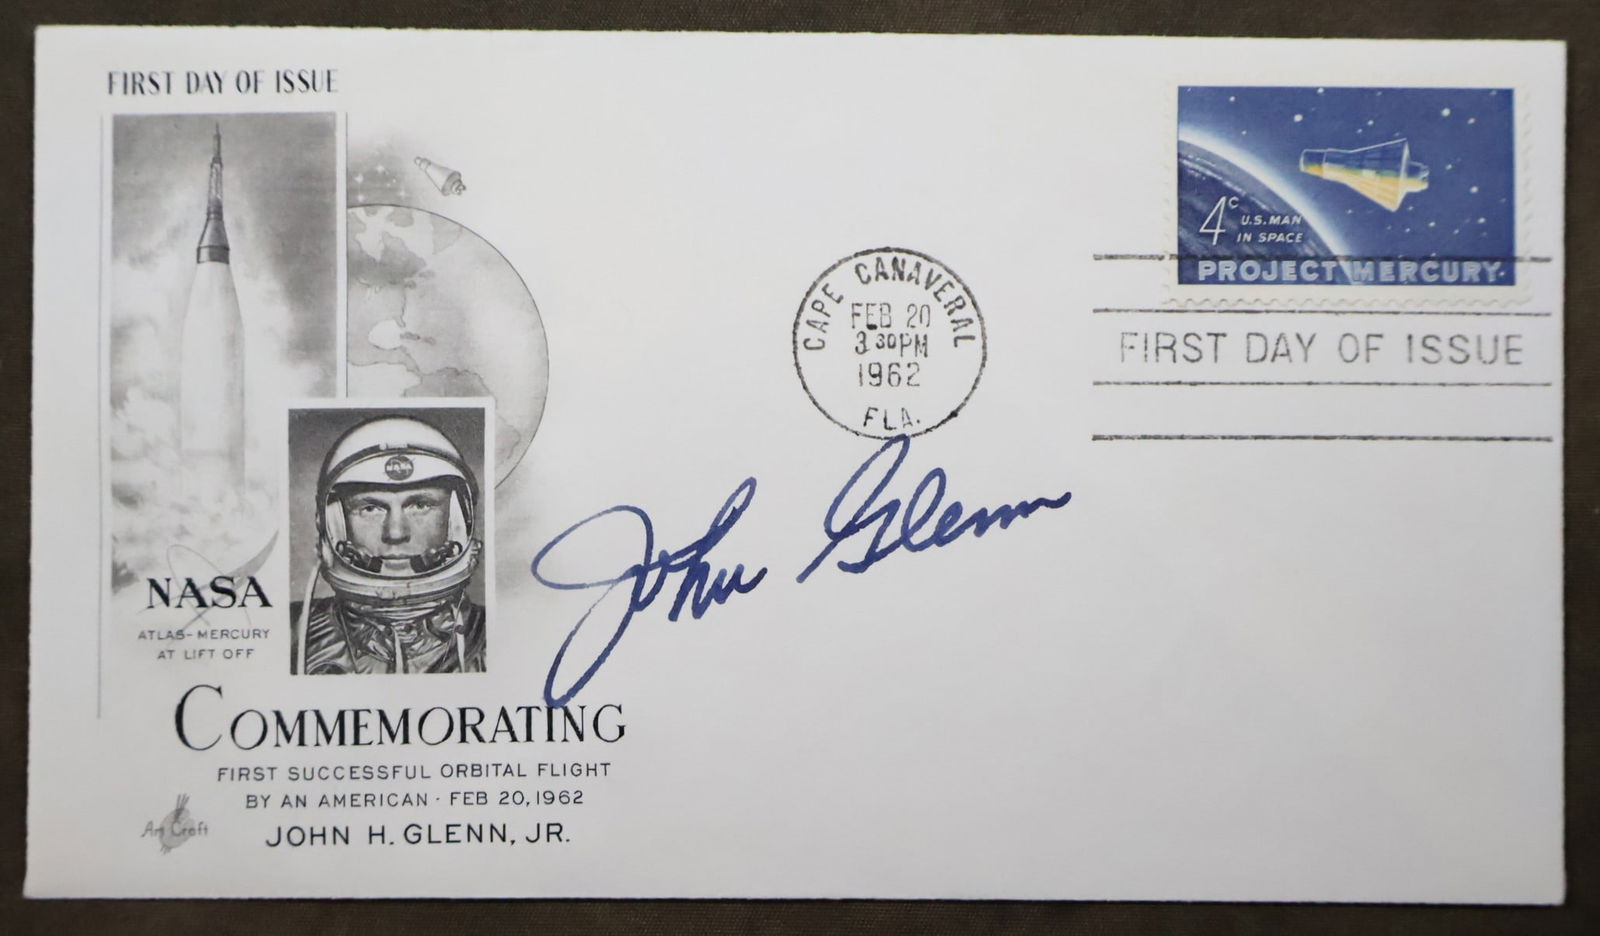 FIRST DAY OF ISSUE
NASA
NASA
ATLAS-MERCURY
AT LIFT OFF
COMMEMORATING
FIRST SUCCESSFUL ORBITAL FLIGHT
BY AN AMERICAN · FEB 20, 1962
JOHN H. GLENN, JR.
Art Craft
CAPE CANAVERAL
FEB 20
3 30 PM
1962
FLA.
John Glenn
4c U.S. MAN
IN SPACE
PROJECT MERCURY
FIRST DAY OF ISSUE